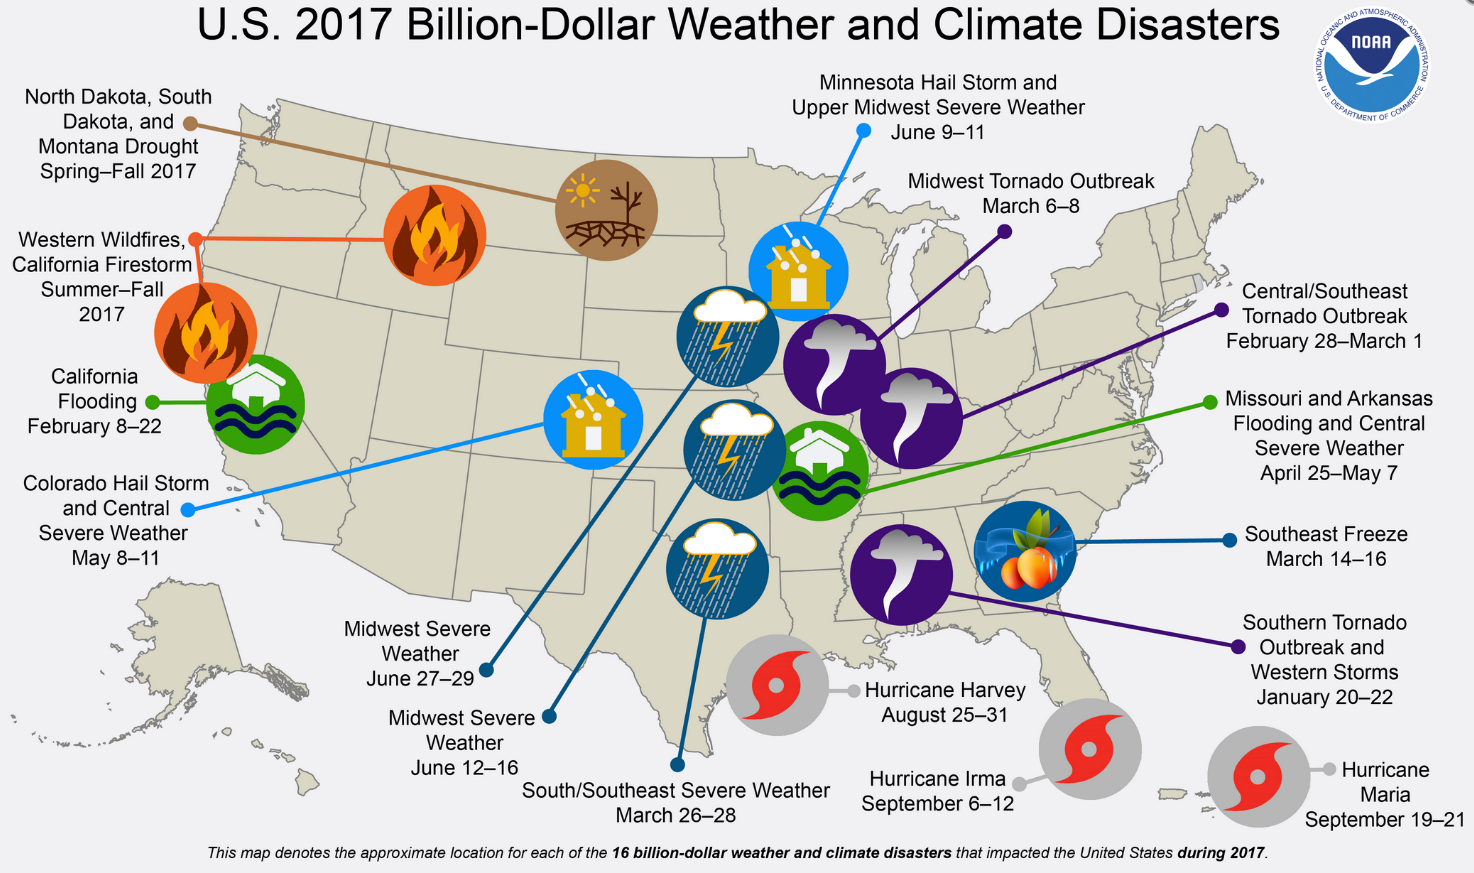 U.S. 2017 Billion-Dollar Weather and Climate Disasters
NATIONAL OCEANIC AND ATMOSPHERIC ADMINISTRATION
NOAA
U.S. DEPARTMENT OF COMMERCE
North Dakota, South
Dakota, and
Montana Drought
Spring–Fall 2017
Minnesota Hail Storm and
Upper Midwest Severe Weather
June 9–11
Midwest Tornado Outbreak
March 6–8
Western Wildfires,
California Firestorm
Summer–Fall
2017
Central/Southeast
Tornado Outbreak
February 28–March 1
California
Flooding
February 8–22
Missouri and Arkansas
Flooding and Central
Severe Weather
April 25–May 7
Colorado Hail Storm
and Central
Severe Weather
May 8–11
Southeast Freeze
March 14–16
Midwest Severe
Weather
June 27–29
Southern Tornado
Outbreak and
Western Storms
January 20–22
Midwest Severe
Weather
June 12–16
Hurricane Harvey
August 25–31
South/Southeast Severe Weather
March 26–28
Hurricane Irma
September 6–12
Hurricane
Maria
September 19–21
This map denotes the approximate location for each of the 16 billion-dollar weather and climate disasters that impacted the United States during 2017.